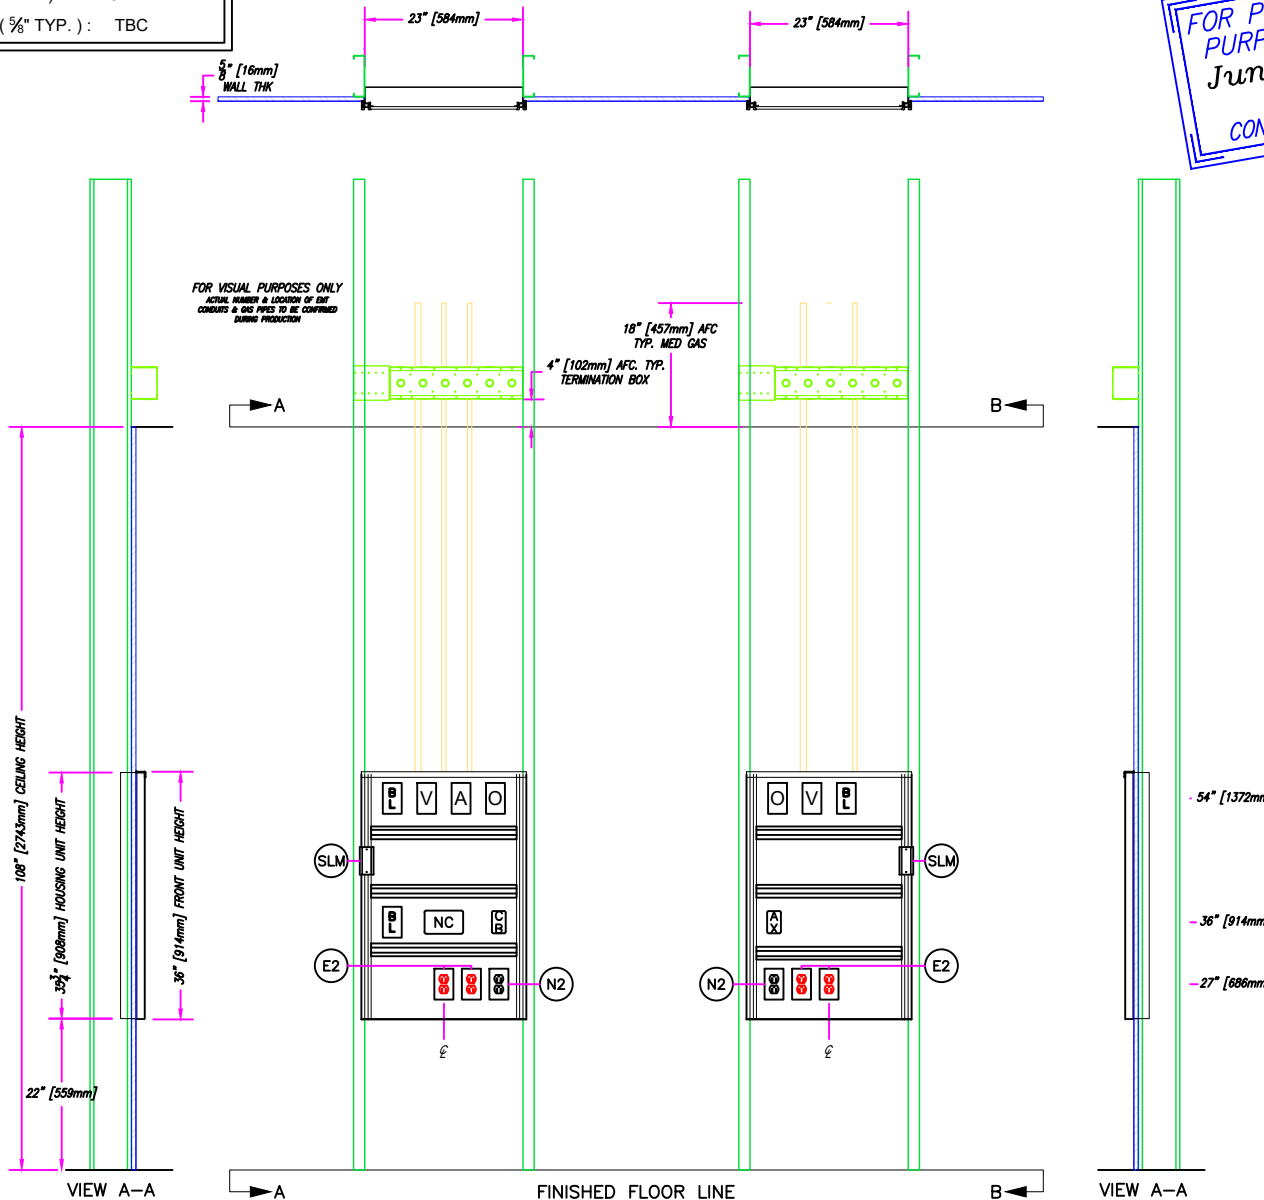 ( 5/8" TYP. ) : TBC
23" [584mm]
23" [584mm]
5/8" [16mm]
WALL THK
FOR P
PURP
Jun
CON
FOR VISUAL PURPOSES ONLY
ACTUAL NUMBER & LOCATION OF EMT
CONDUITS & GAS PIPES TO BE CONFIRMED
DURING PRODUCTION
18" [457mm] AFC
TYP. MED GAS
4" [102mm] AFC. TYP.
TERMINATION BOX
A
B
108" [2743mm] CEILING HEIGHT
35 3/4" [908mm] HOUSING UNIT HEIGHT
36" [914mm] FRONT UNIT HEIGHT
22" [559mm]
BL V A O
O V BL
54" [1372mm
SLM
SLM
BL NC CB
AX
36" [914mm
E2
N2
N2
E2
27" [686mm
℄
℄
VIEW A-A
A
FINISHED FLOOR LINE
B
VIEW A-A